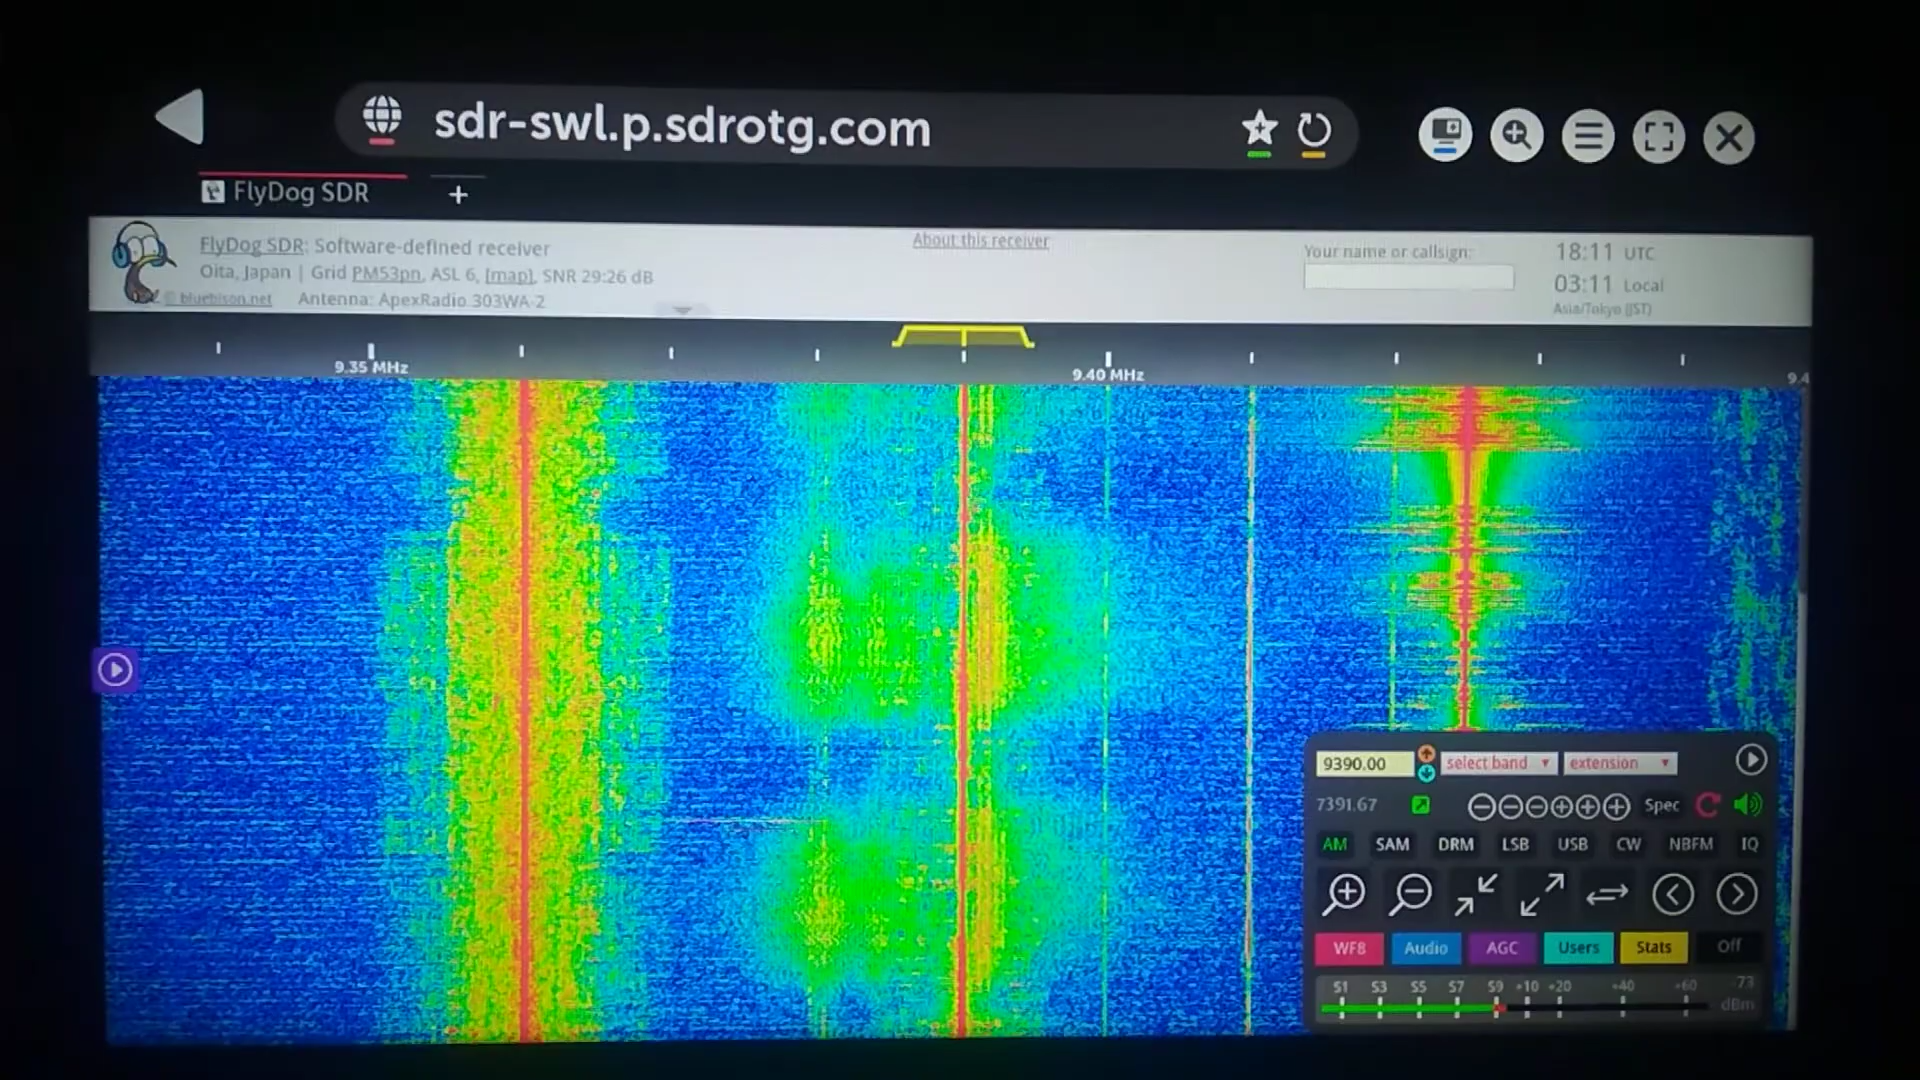 sdr-swl.p.sdrotg.com
FlyDog SDR
+
FlyDog SDR: Software-defined receiver
Oita, Japan | Grid PM53pn, ASL 6, [map], SNR 29:26 dB
© bluebison.net Antenna: ApexRadio 303WA-2
About this receiver
Your name or callsign:
18:11 UTC
03:11 Local
Asia/Tokyo (JST)
9.35 MHz
9.40 MHz
9.4
9390.00 select band extension
7391.67 Spec
AM SAM DRM LSB USB CW NBFM IQ
WF8 Audio AGC Users Stats Off
S1 S3 S5 S7 S9 +10 +20 +40 +60 -73
dBm